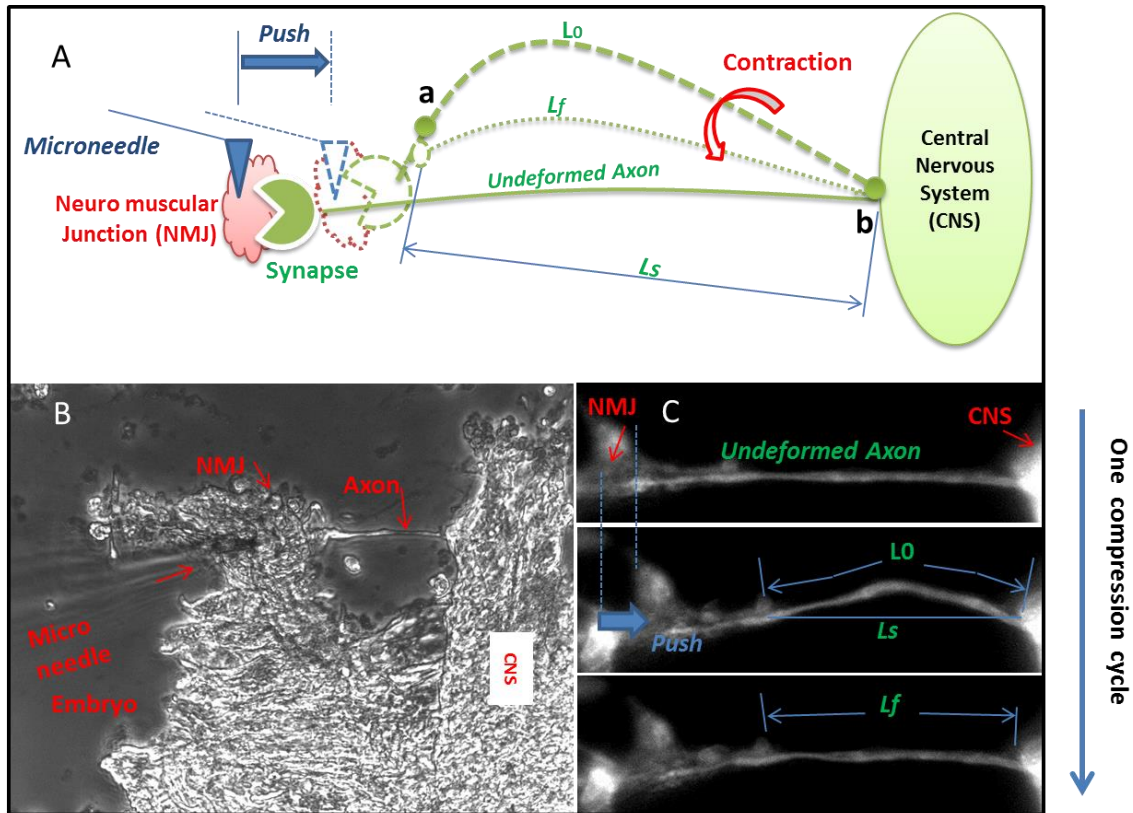 A
Push
L0
a
Contraction
Lf
Microneedle
Undeformed Axon
Central
Nervous
System
(CNS)
Neuro muscular
Junction (NMJ)
b
Synapse
Ls
B
NMJ
Axon
Micro
needle
Embryo
CNS
NMJ
C
CNS
Undeformed Axon
L0
Push
Ls
Lf
One compression cycle